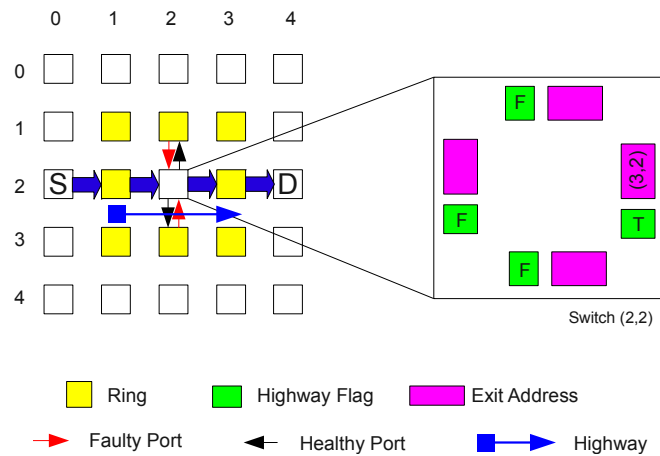 0 1 2 3 4
0
1
2
3
4
S
D
F
F
F
T
(3,2)
Switch (2,2)
Ring
Highway Flag
Exit Address
Faulty Port
Healthy Port
Highway